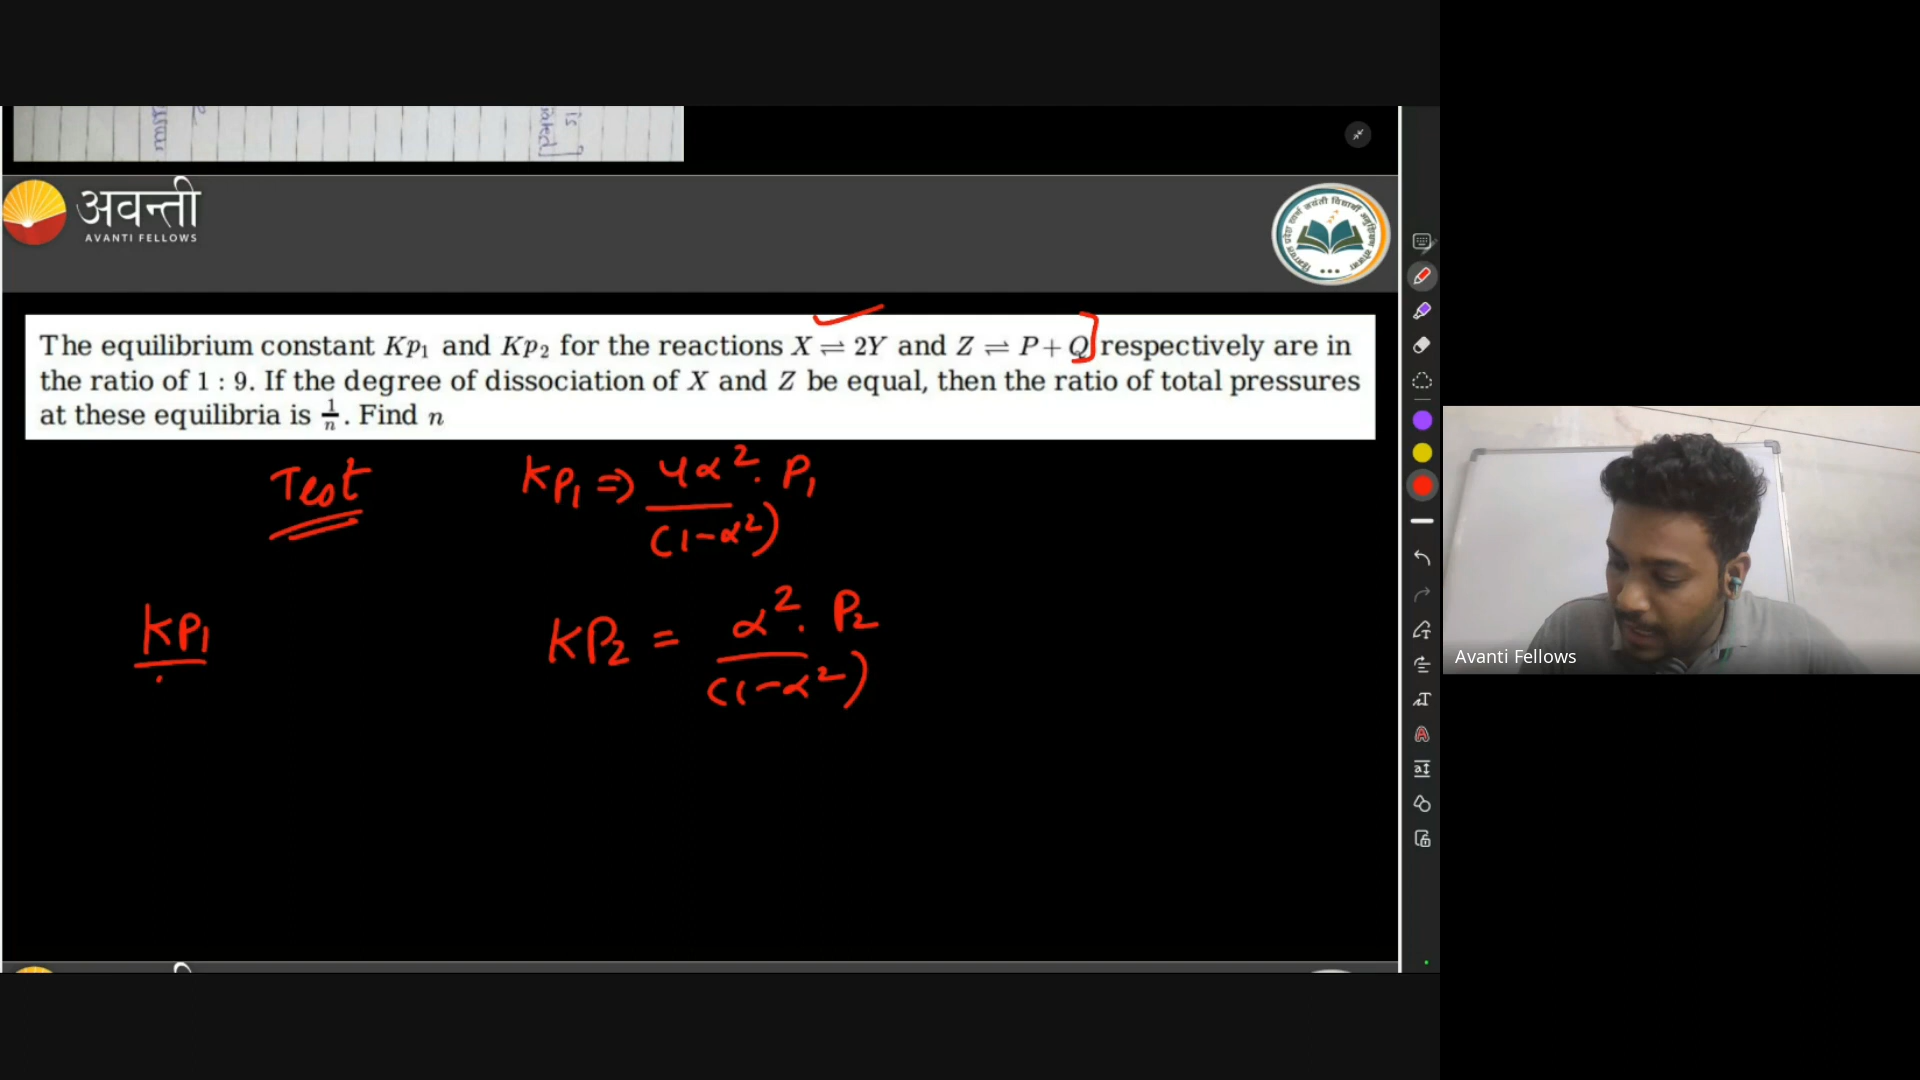 is
अवन्ती
AVANTI FELLOWS
The equilibrium constant Kp₁ and Kp₂ for the reactions X ⇌ 2Y and Z ⇌ P + Q respectively are in
the ratio of 1 : 9. If the degree of dissociation of X and Z be equal, then the ratio of total pressures
at these equilibria is 1/n. Find n
Test
KP₁ ⇒ 4α². P₁ / (1-α²)
KP₁
KP₂ = α². P₂ / (1-α²)
Avanti Fellows